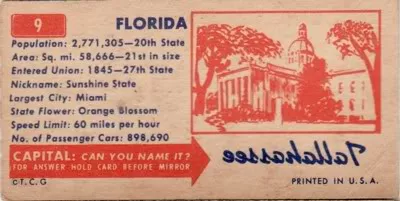 9
FLORIDA
Population: 2,771,305—20th State
Area: Sq. mi. 58,666—21st in size
Entered Union: 1845—27th State
Nickname: Sunshine State
Largest City: Miami
State Flower: Orange Blossom
Speed Limit: 60 miles per hour
No. of Passenger Cars: 898,690
CAPITAL: CAN YOU NAME IT?
(FOR ANSWER HOLD CARD BEFORE MIRROR
Tallahassee
©T. C. G
PRINTED IN U. S. A.